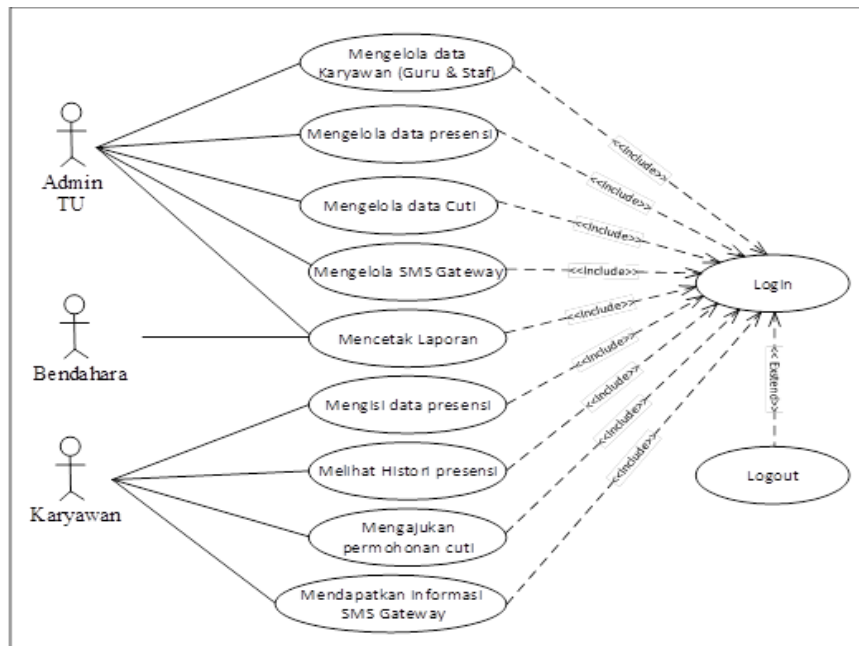 Mengelola data
Karyawan (Guru & Staf)
Mengelola data presensi
Mengelola data Cuti
Mengelola SMS Gateway
Mencetak Laporan
Mengisi data presensi
Melihat Histori presensi
Mengajukan
permohonan cuti
Mendapatkan Informasi
SMS Gateway
Admin
TU
Bendahara
Karyawan
<<Include>>
<<Include>>
<<Include>>
<<Include>>
<<Include>>
<<Include>>
<<Include>>
<<Include>>
<<Include>>
Login
<< Exstend>>
Logout